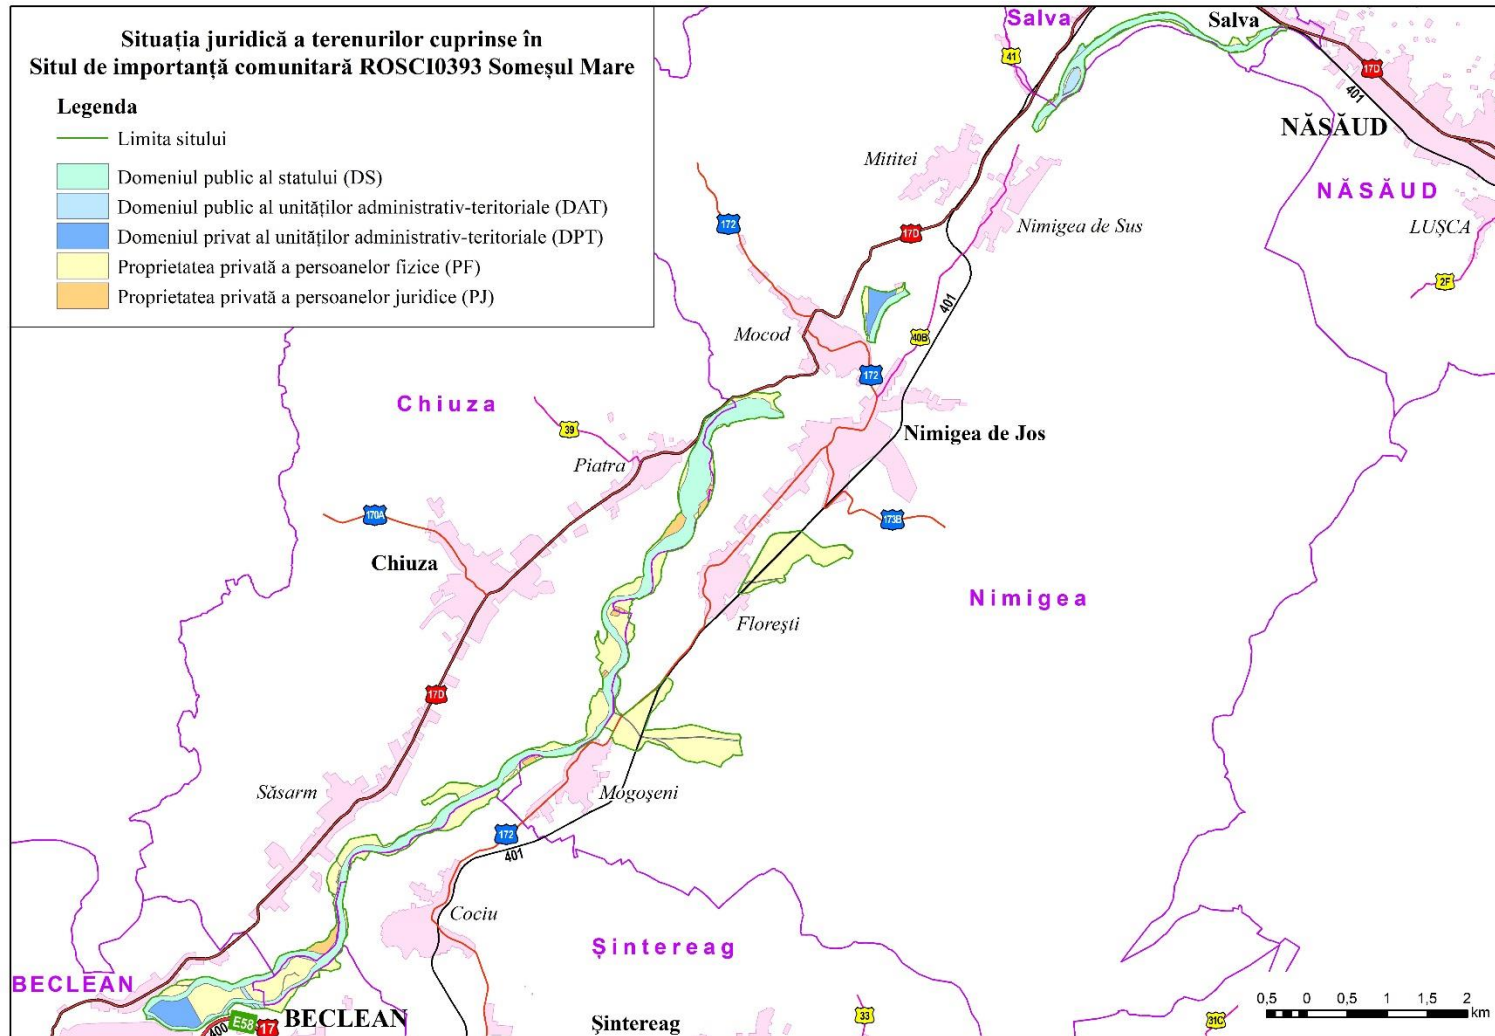 Situația juridică a terenurilor cuprinse în
Situl de importanță comunitară ROSCI0393 Someșul Mare
Legenda
Limita sitului
Domeniul public al statului (DS)
Domeniul public al unităților administrativ-teritoriale (DAT)
Domeniul privat al unităților administrativ-teritoriale (DPT)
Proprietatea privată a persoanelor fizice (PF)
Proprietatea privată a persoanelor juridice (PJ)
Salva
Salva
41
17D
401
NĂSĂUD
Mititei
NĂSĂUD
172
17D
Nimigea de Sus
LUȘCA
2F
401
Mocod
40B
172
Chiuza
39
Nimigea de Jos
Piatra
170A
173B
Chiuza
Nimigea
Florești
17D
Săsarm
Mogoșeni
172
401
Cociu
Șintereag
BECLEAN
0,5 0 0,5 1 1,5 2
km
400
E58
17
BECLEAN
Șintereag
33
31C